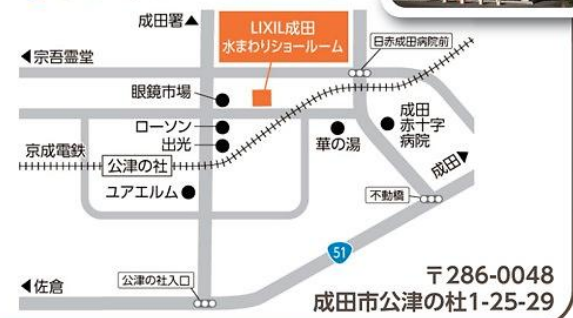 成田署▲
LIXIL成田
水まわりショールーム
日赤成田病院前
◀宗吾霊堂
眼鏡市場
ローソン
出光
華の湯
成田
赤十字
病院
成田▶
京成電鉄
公津の杜
ユアエルム
不動橋
51
◀佐倉
公津の杜入口
〒286-0048
成田市公津の杜1-25-29